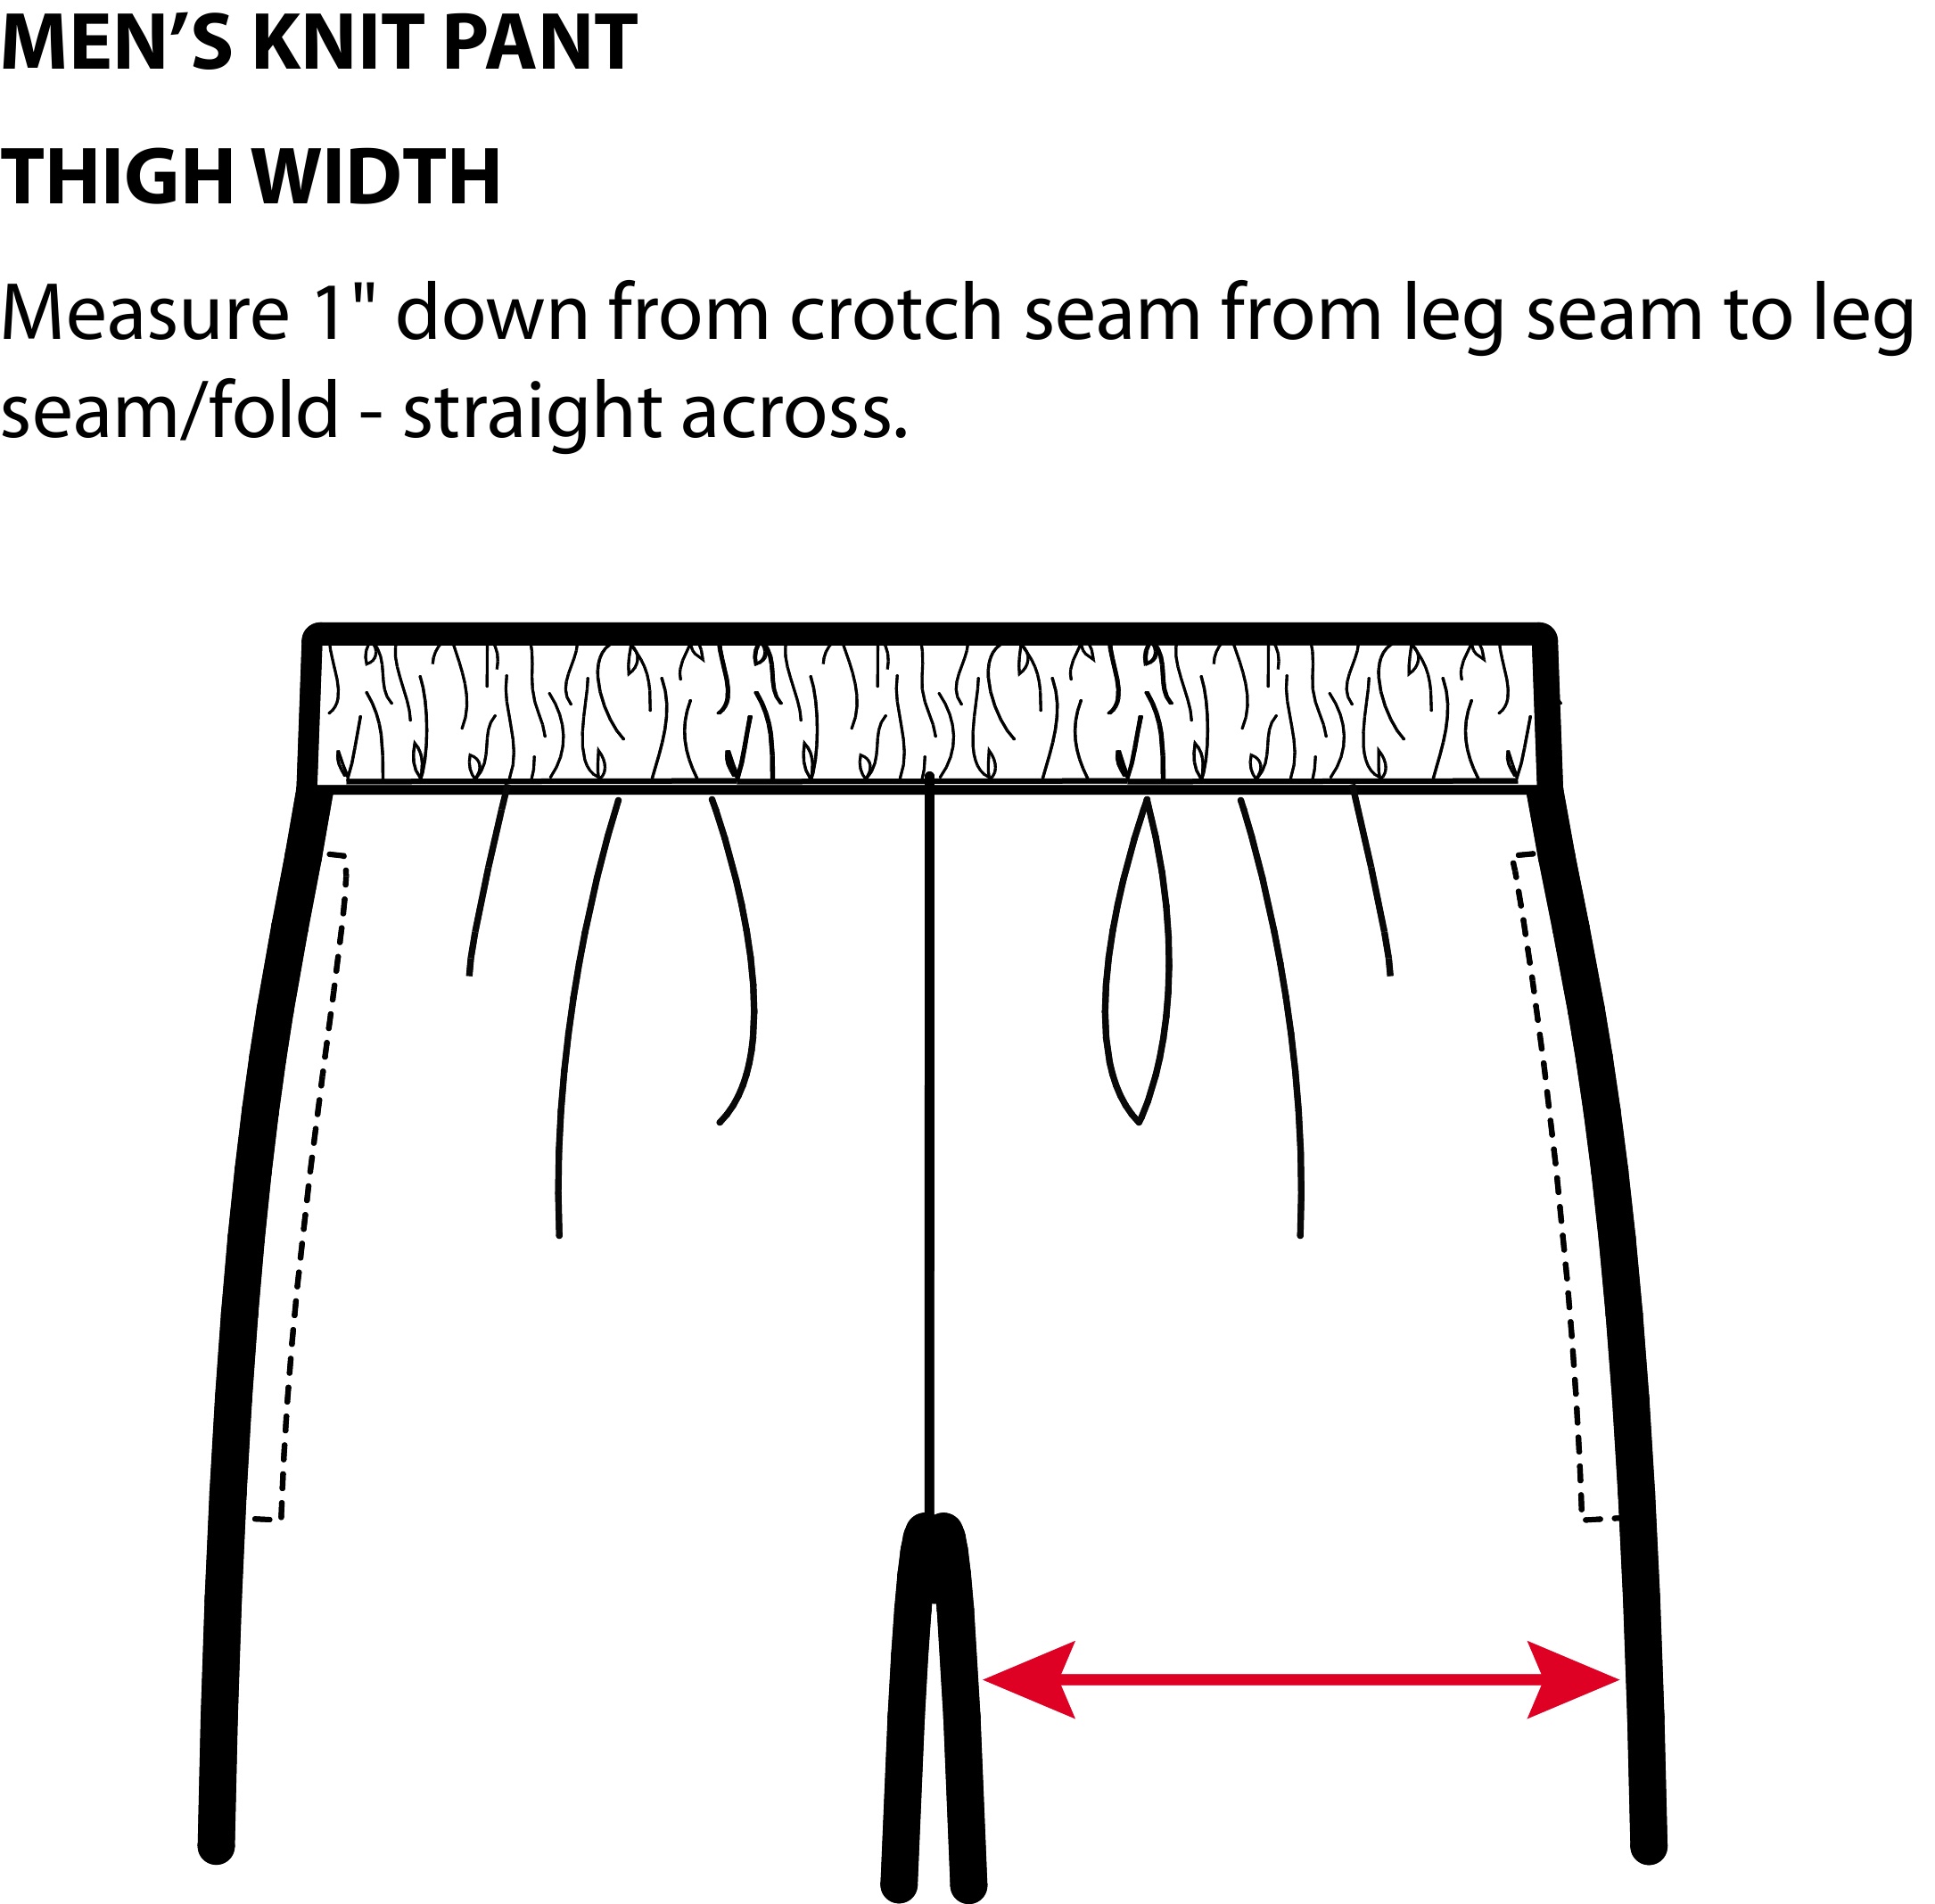 MEN’S KNIT PANT
THIGH WIDTH
Measure 1" down from crotch seam from leg seam to leg
seam/fold - straight across.